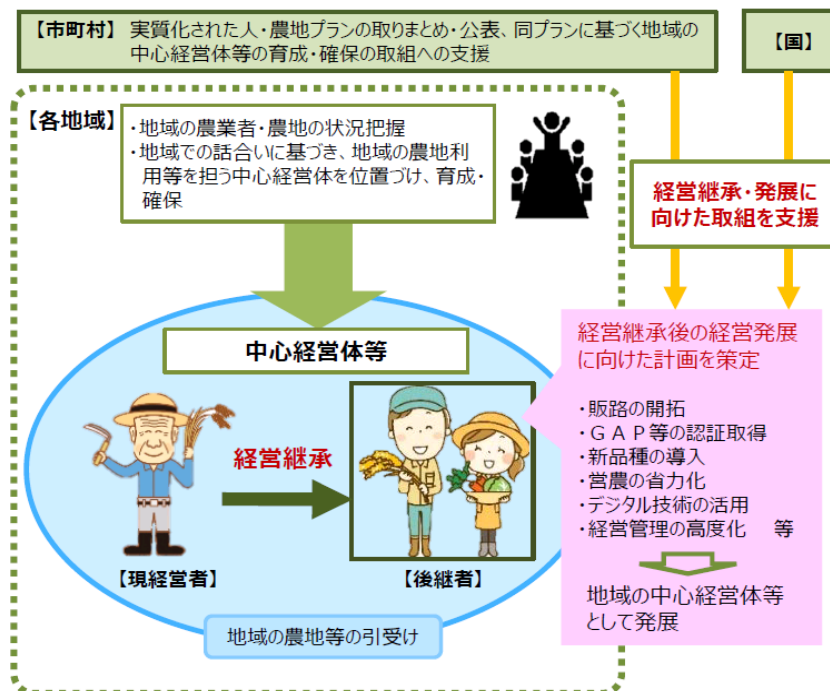 【市町村】 実質化された人・農地プランの取りまとめ・公表、同プランに基づく地域の
中心経営体等の育成・確保の取組への支援
【国】
【各地域】
・地域の農業者・農地の状況把握
・地域での話合いに基づき、地域の農地利
用等を担う中心経営体を位置づけ、育成・
確保
経営継承・発展に
向けた取組を支援
中心経営体等
経営継承
【現経営者】
【後継者】
地域の農地等の引受け
経営継承後の経営発展
に向けた計画を策定
・販路の開拓
・ＧＡＰ等の認証取得
・新品種の導入
・営農の省力化
・デジタル技術の活用
・経営管理の高度化　等
地域の中心経営体等
として発展